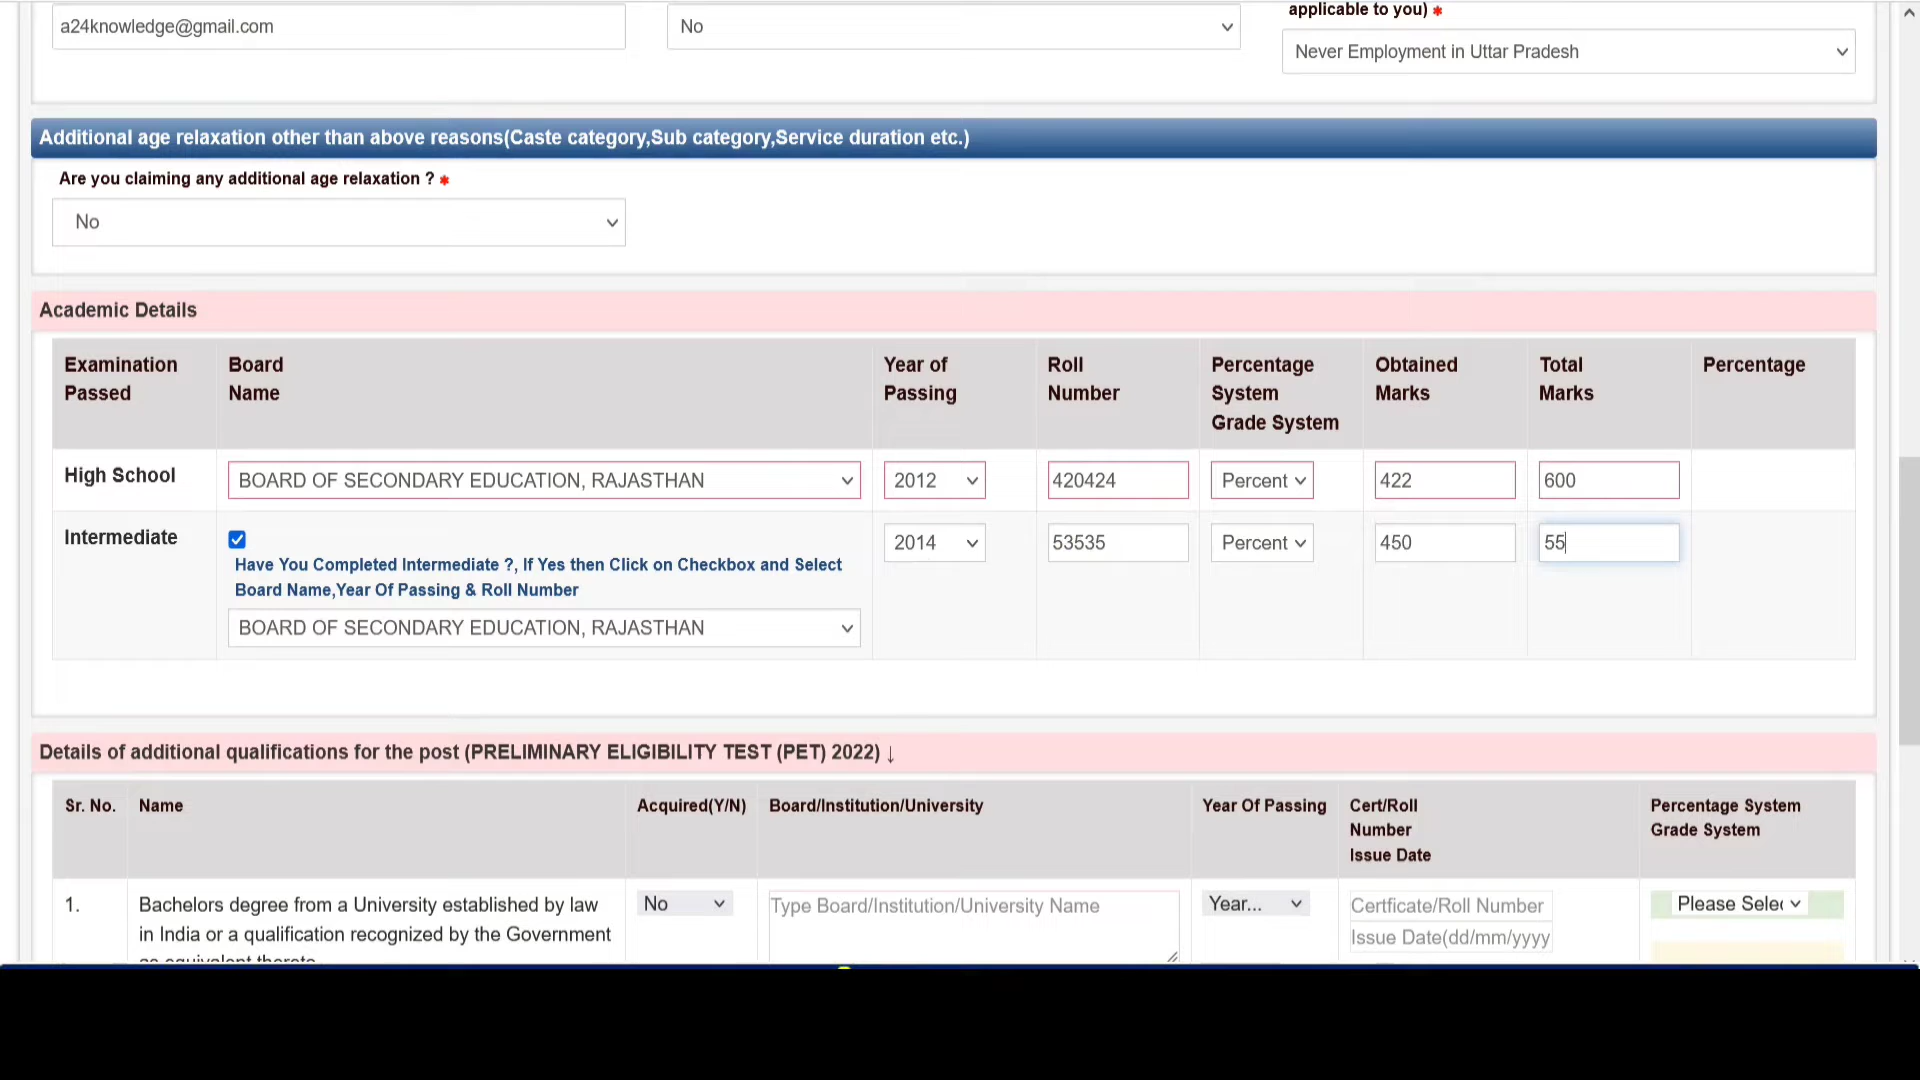 applicable to you) *
a24knowledge@gmail.com
No
Never Employment in Uttar Pradesh
Additional age relaxation other than above reasons(Caste category,Sub category,Service duration etc.)
Are you claiming any additional age relaxation ? *
No
Academic Details
Examination Passed
Board Name
Year of Passing
Roll Number
Percentage System Grade System
Obtained Marks
Total Marks
Percentage
High School
BOARD OF SECONDARY EDUCATION, RAJASTHAN
2012
420424
Percent
422
600
Intermediate
Have You Completed Intermediate ?, If Yes then Click on Checkbox and Select
Board Name,Year Of Passing & Roll Number
BOARD OF SECONDARY EDUCATION, RAJASTHAN
2014
53535
Percent
450
55
Details of additional qualifications for the post (PRELIMINARY ELIGIBILITY TEST (PET) 2022) ↓
Sr. No.
Name
Acquired(Y/N)
Board/Institution/University
Year Of Passing
Cert/Roll
Number
Issue Date
Percentage System
Grade System
1.
Bachelors degree from a University established by law
in India or a qualification recognized by the Government
as equivalent thereto
No
Type Board/Institution/University Name
Year...
Certficate/Roll Number
Issue Date(dd/mm/yyyy
Please Selec